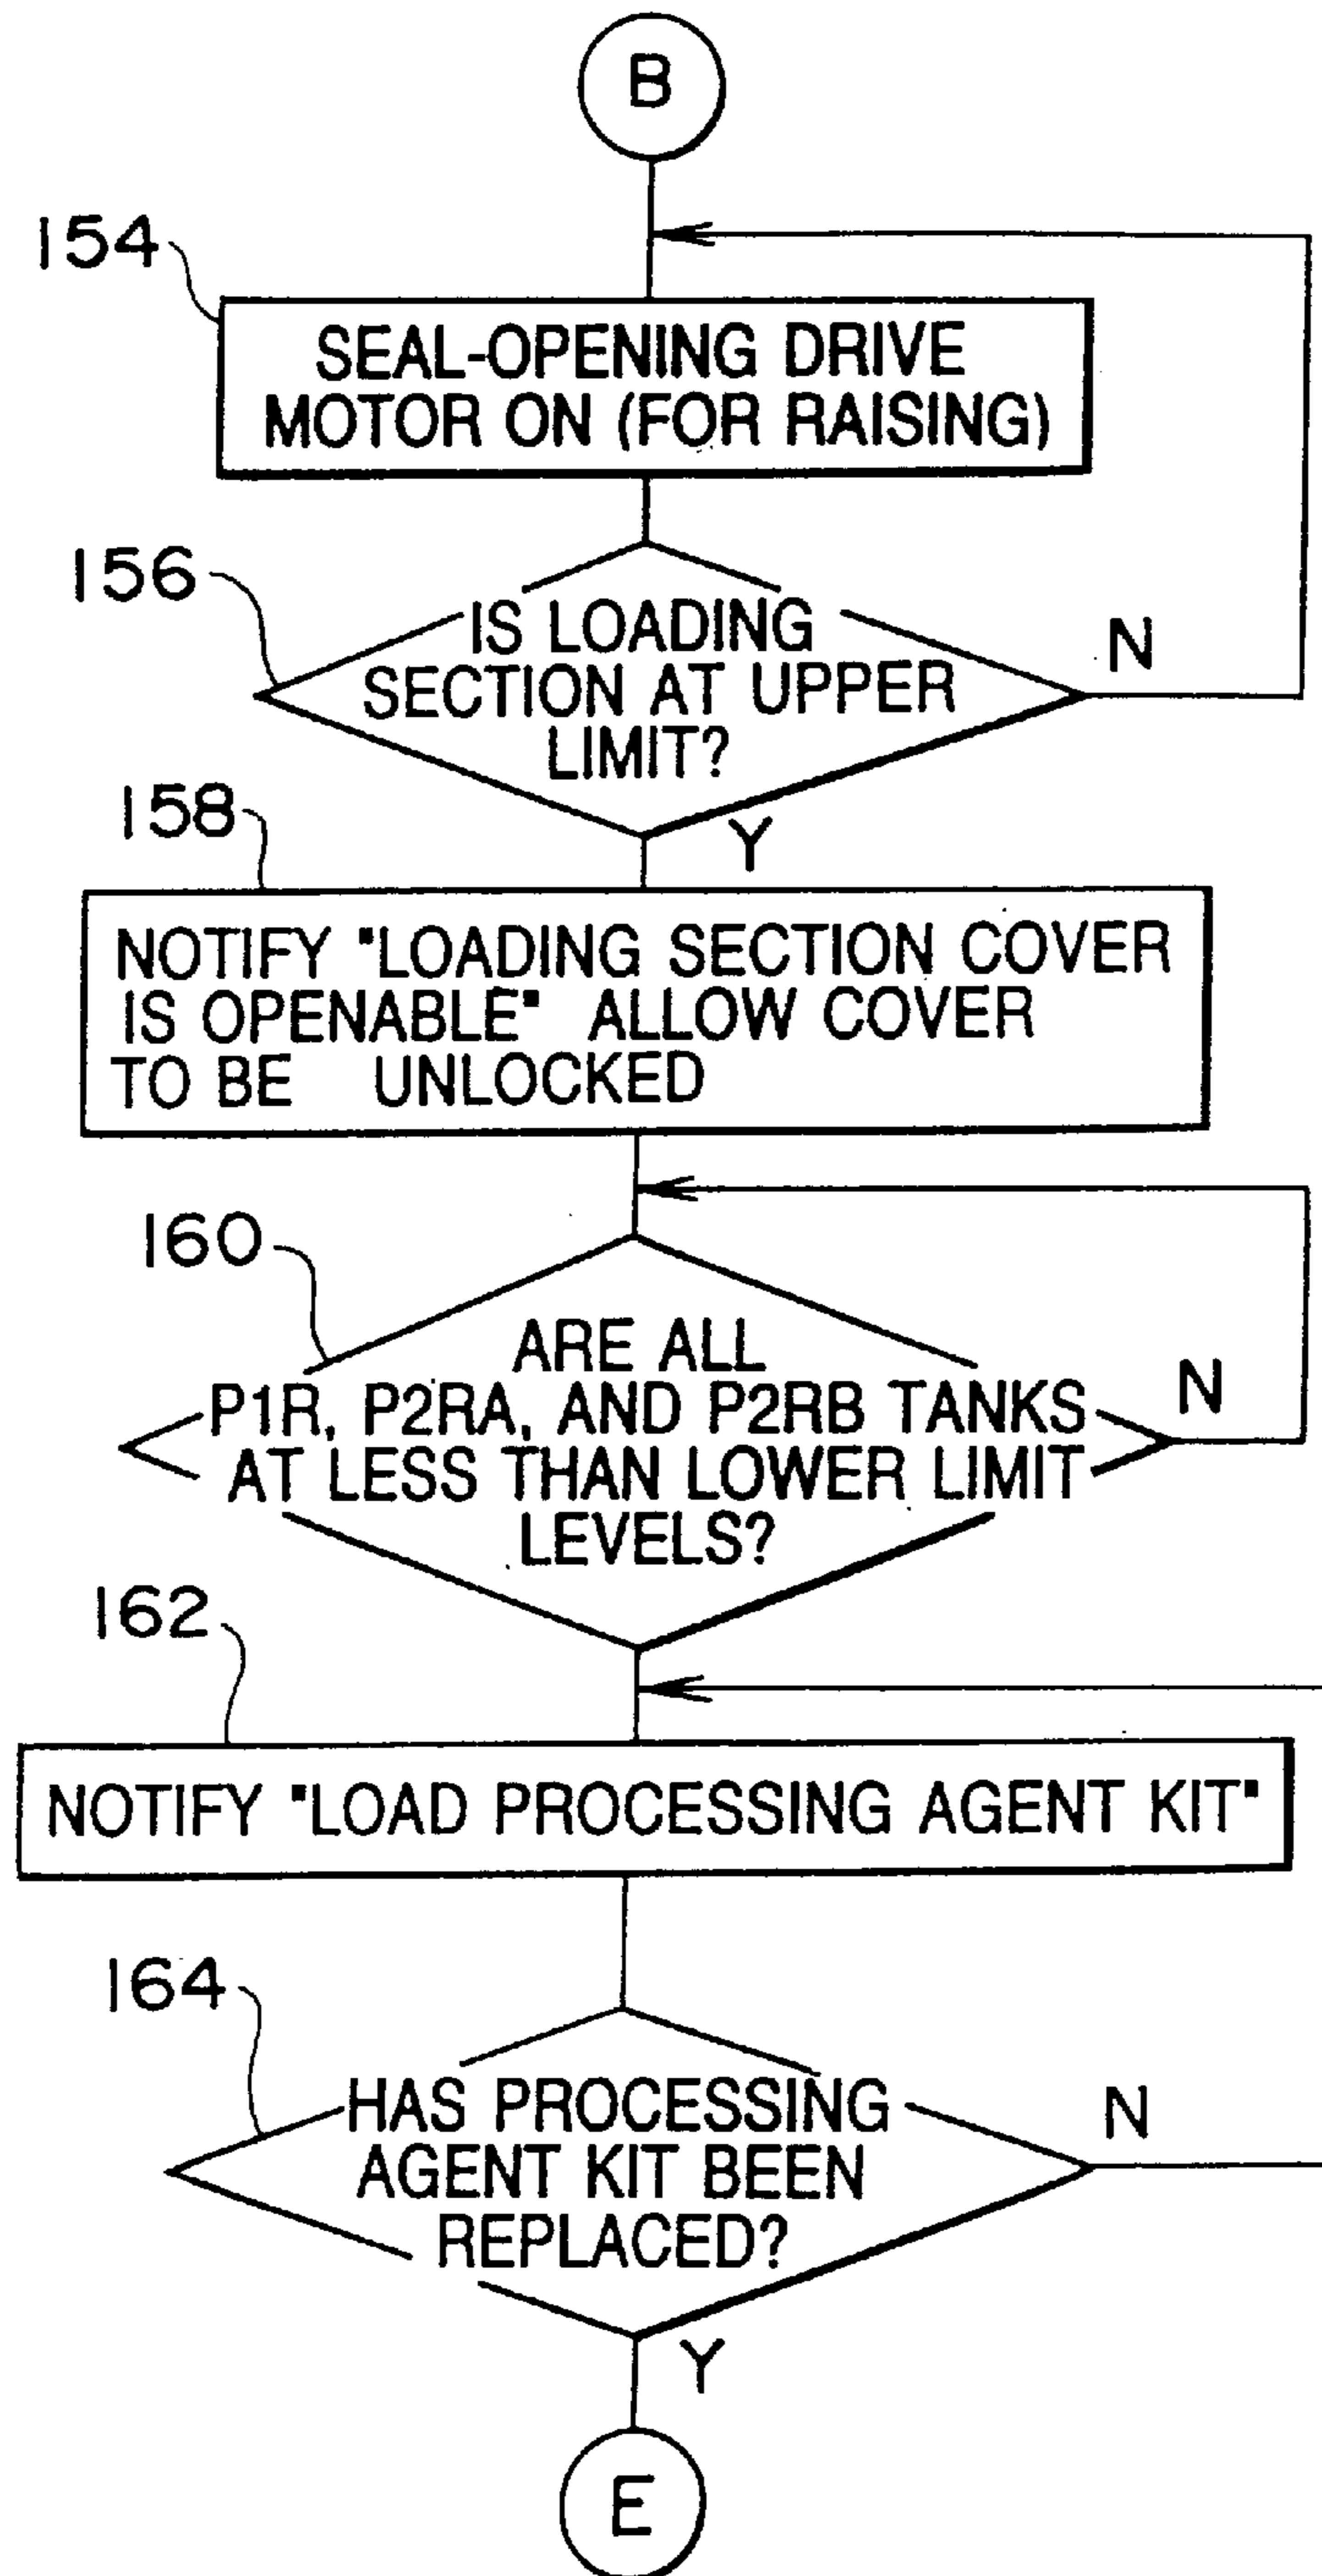 B
154
SEAL-OPENING DRIVE
MOTOR ON (FOR RAISING)
156
IS LOADING
SECTION AT UPPER
LIMIT?
N
Y
158
NOTIFY "LOADING SECTION COVER
IS OPENABLE" ALLOW COVER
TO BE UNLOCKED
160
ARE ALL
P1R, P2RA, AND P2RB TANKS
AT LESS THAN LOWER LIMIT
LEVELS?
N
162
NOTIFY "LOAD PROCESSING AGENT KIT"
164
HAS PROCESSING
AGENT KIT BEEN
REPLACED?
N
Y
E